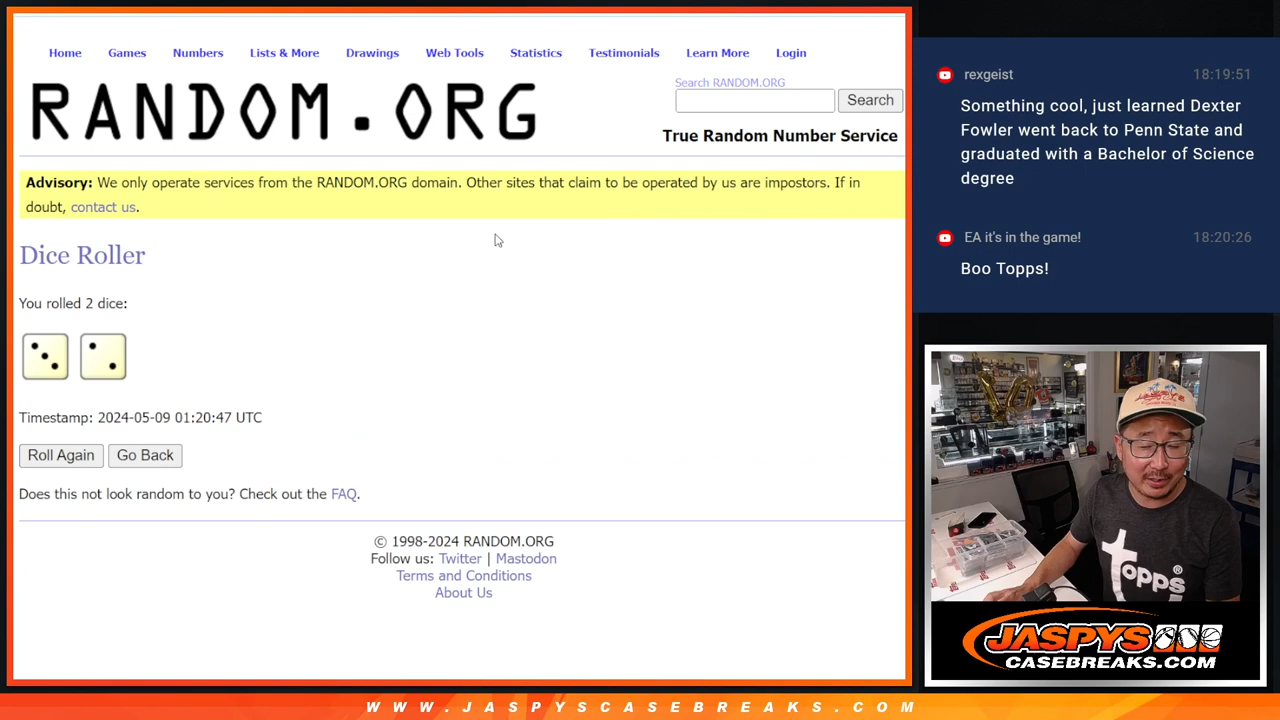 Home Games Numbers Lists & More Drawings Web Tools Statistics Testimonials Learn More Login
RANDOM.ORG
Search RANDOM.ORG
Search
True Random Number Service
Advisory: We only operate services from the RANDOM.ORG domain. Other sites that claim to be operated by us are impostors. If in
doubt, contact us.
Dice Roller
You rolled 2 dice:
Timestamp: 2024-05-09 01:20:47 UTC
Roll Again Go Back
Does this not look random to you? Check out the FAQ.
© 1998-2024 RANDOM.ORG
Follow us: Twitter | Mastodon
Terms and Conditions
About Us
rexgeist 18:19:51
Something cool, just learned Dexter
Fowler went back to Penn State and
graduated with a Bachelor of Science
degree
EA it's in the game! 18:20:26
Boo Topps!
topps®
JASPYS
CASEBREAKS.COM
WWW.JASPYSCASEBREAKS.COM